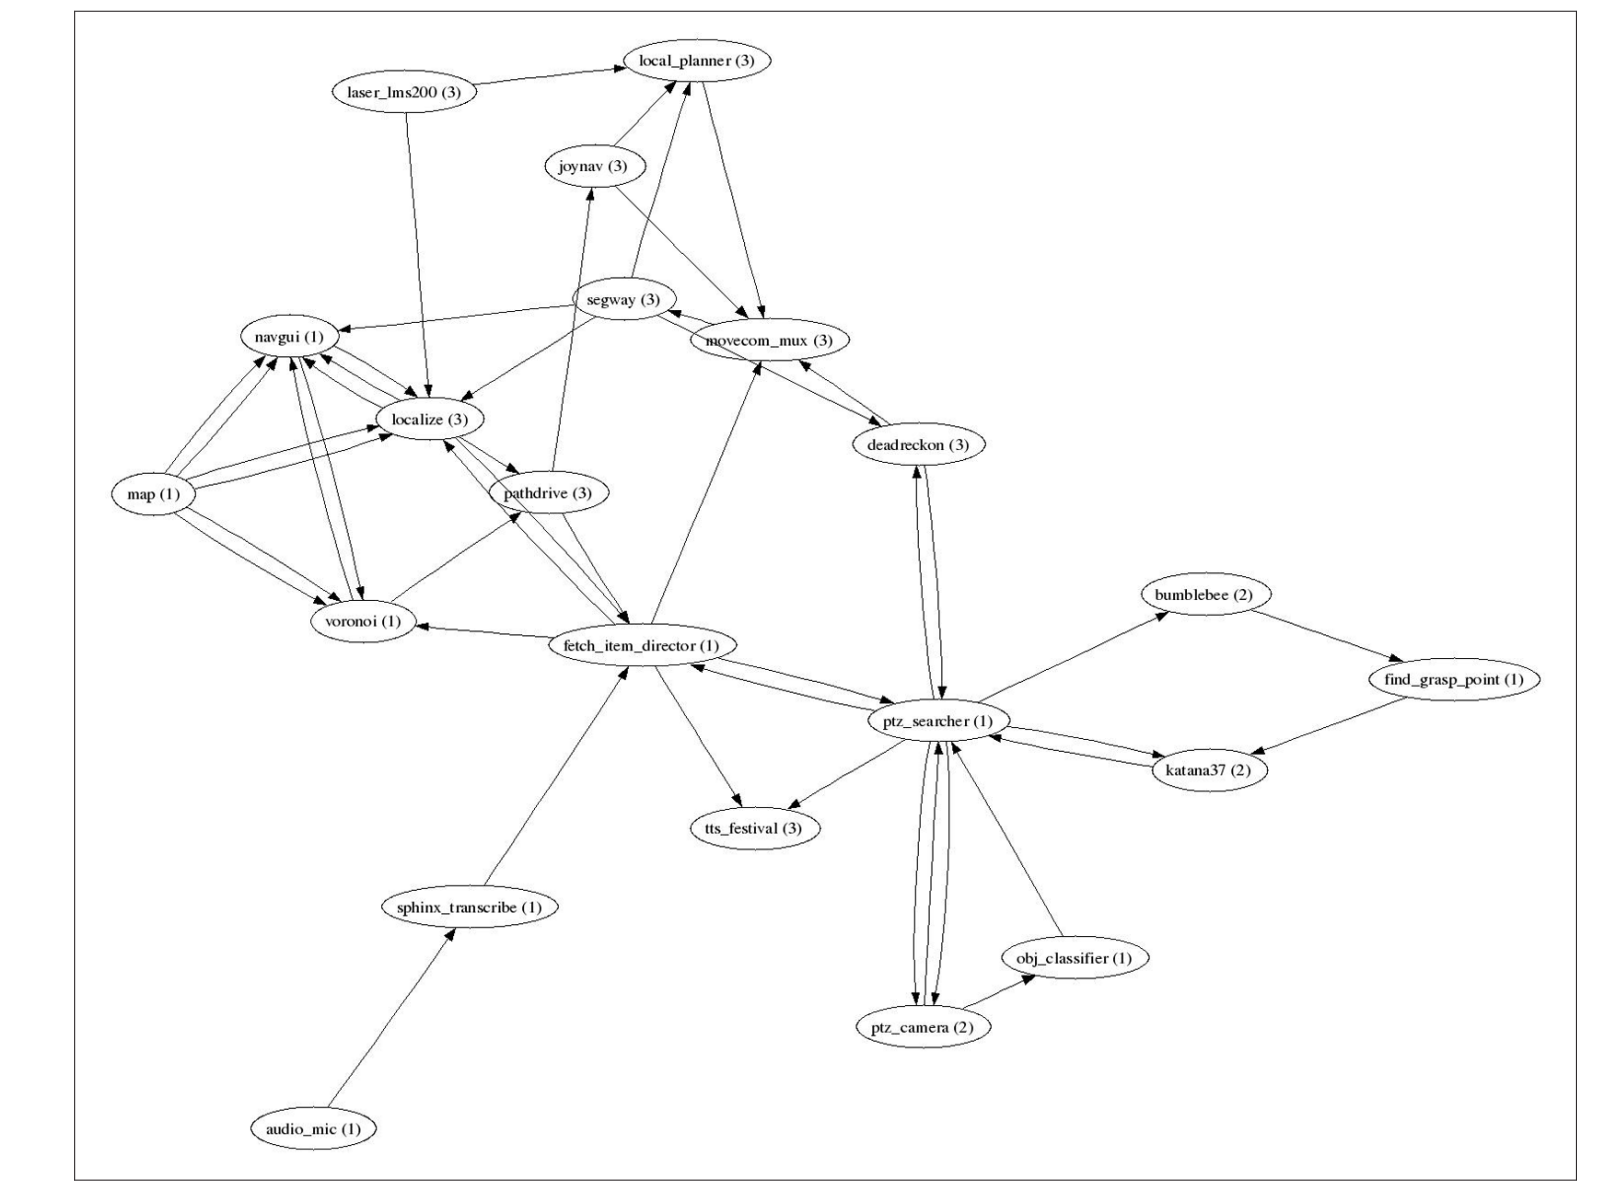 local_planner (3)
laser_lms200 (3)
joynav (3)
segway (3)
navgui (1)
movecom_mux (3)
localize (3)
deadreckon (3)
map (1)
pathdrive (3)
bumblebee (2)
voronoi (1)
fetch_item_director (1)
find_grasp_point (1)
ptz_searcher (1)
katana37 (2)
tts_festival (3)
sphinx_transcribe (1)
obj_classifier (1)
ptz_camera (2)
audio_mic (1)